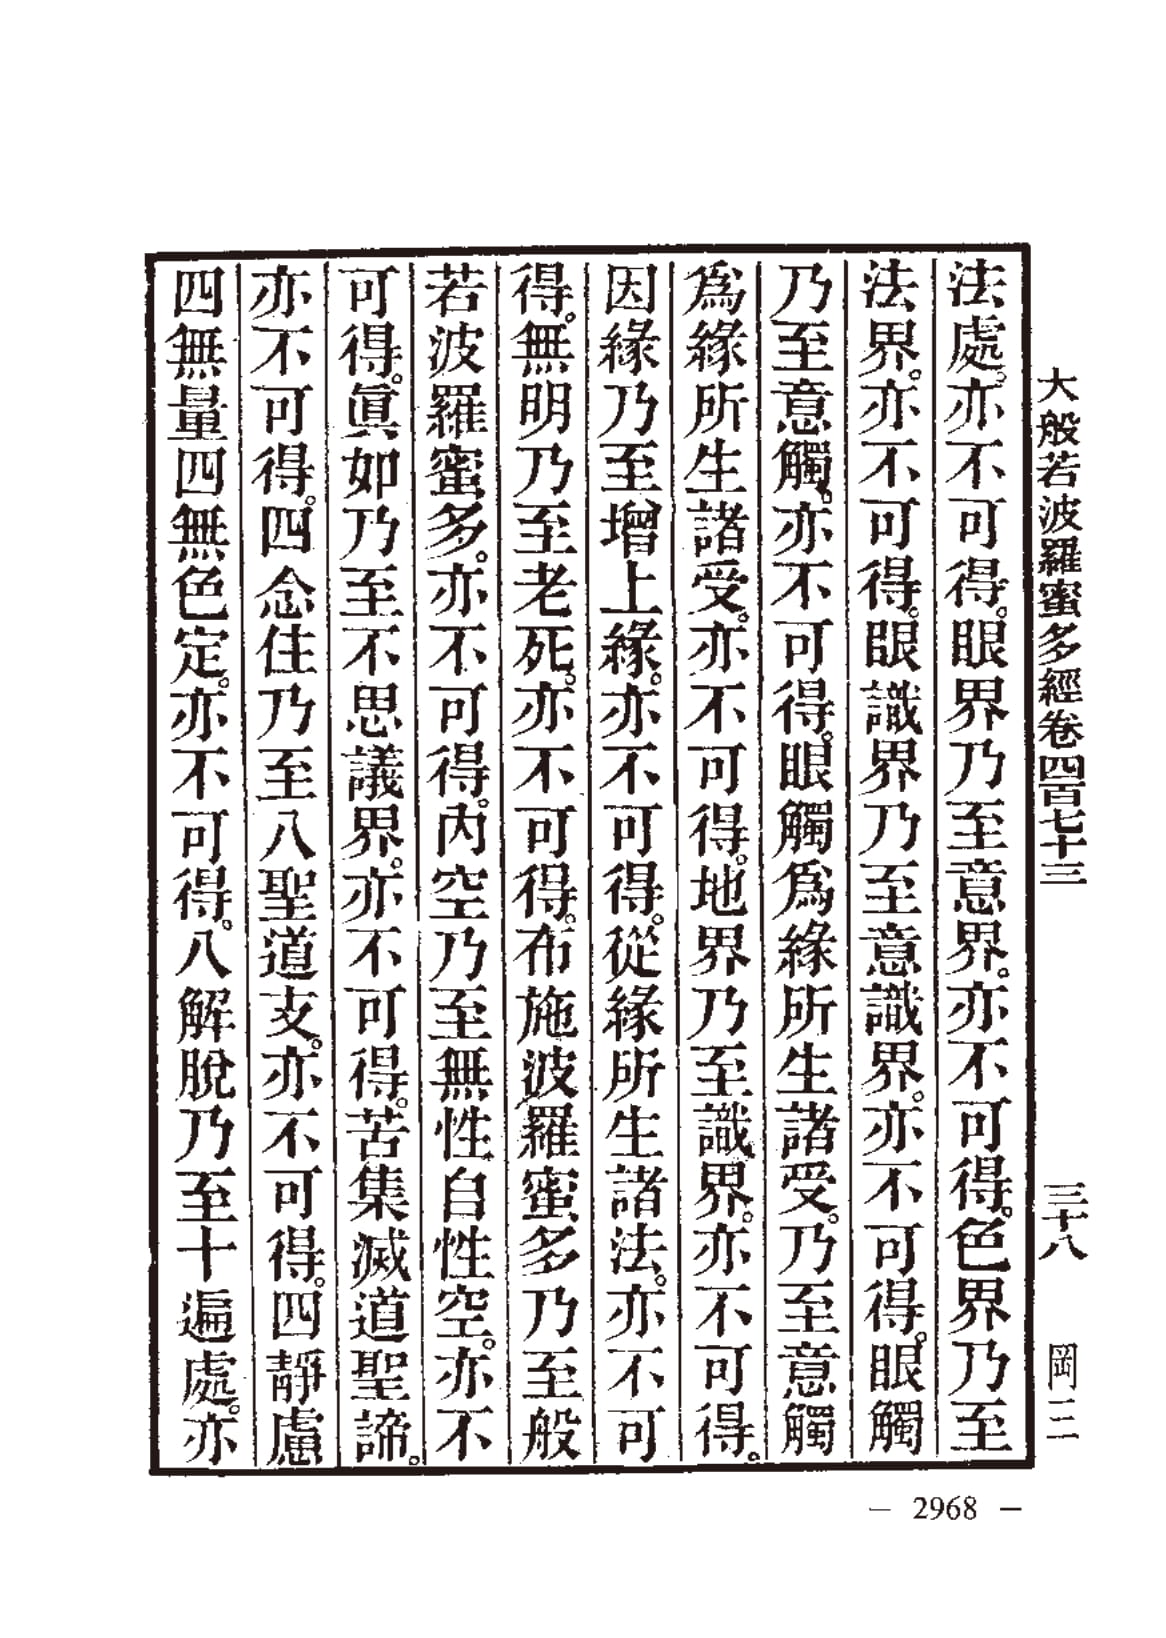 大般若波羅蜜多經卷四百七十三　三十八　岡三
法處。亦不可得。眼界乃至意界。亦不可得。色界乃至
法界。亦不可得。眼識界乃至意識界。亦不可得。眼觸
乃至意觸。亦不可得。眼觸爲緣所生諸受。乃至意觸
爲緣所生諸受。亦不可得。地界乃至識界。亦不可得。
因緣乃至增上緣。亦不可得。從緣所生諸法。亦不可
得。無明乃至老死。亦不可得。布施波羅蜜多乃至般
若波羅蜜多。亦不可得。內空乃至無性自性空。亦不
可得。眞如乃至不思議界。亦不可得。苦集滅道聖諦。
亦不可得。四念住乃至八聖道支。亦不可得。四靜慮
四無量四無色定。亦不可得。八解脫乃至十遍處。亦
— 2968 —